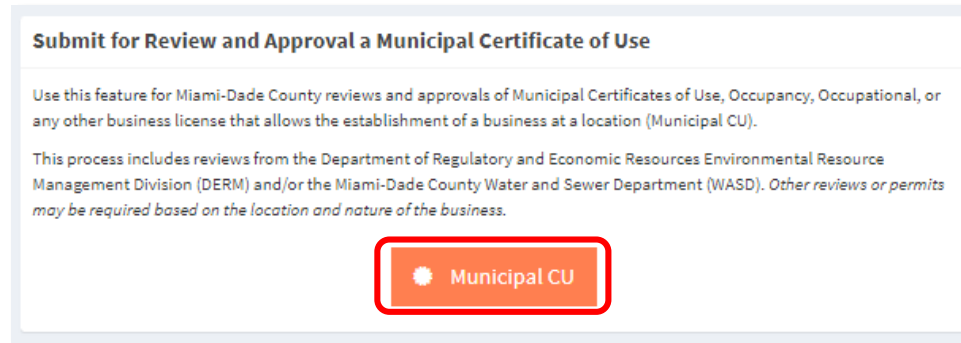 Submit for Review and Approval a Municipal Certificate of Use
Use this feature for Miami-Dade County reviews and approvals of Municipal Certificates of Use, Occupancy, Occupational, or
any other business license that allows the establishment of a business at a location (Municipal CU).
This process includes reviews from the Department of Regulatory and Economic Resources Environmental Resource
Management Division (DERM) and/or the Miami-Dade County Water and Sewer Department (WASD). Other reviews or permits
may be required based on the location and nature of the business.
Municipal CU